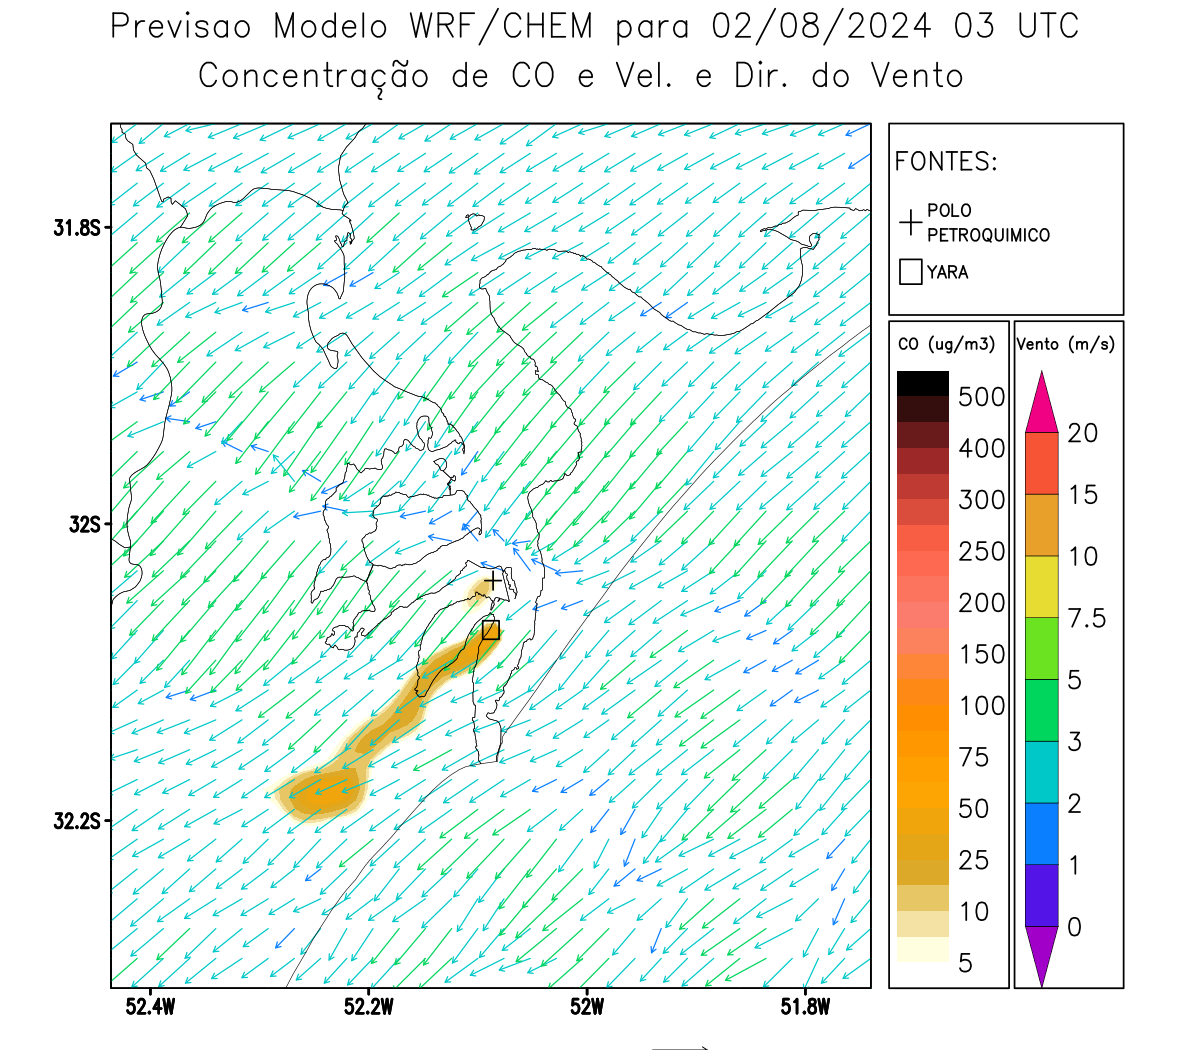 Previsao Modelo WRF/CHEM para 02/08/2024 03 UTC
Concentração de CO e Vel. e Dir. do Vento
FONTES:
POLO
PETROQUIMICO
YARA
CO (ug/m3)
500
400
300
250
200
150
100
75
50
25
10
5
Vento (m/s)
20
15
10
7.5
5
3
2
1
0
31.8S
32S
32.2S
52.4W
52.2W
52W
51.8W